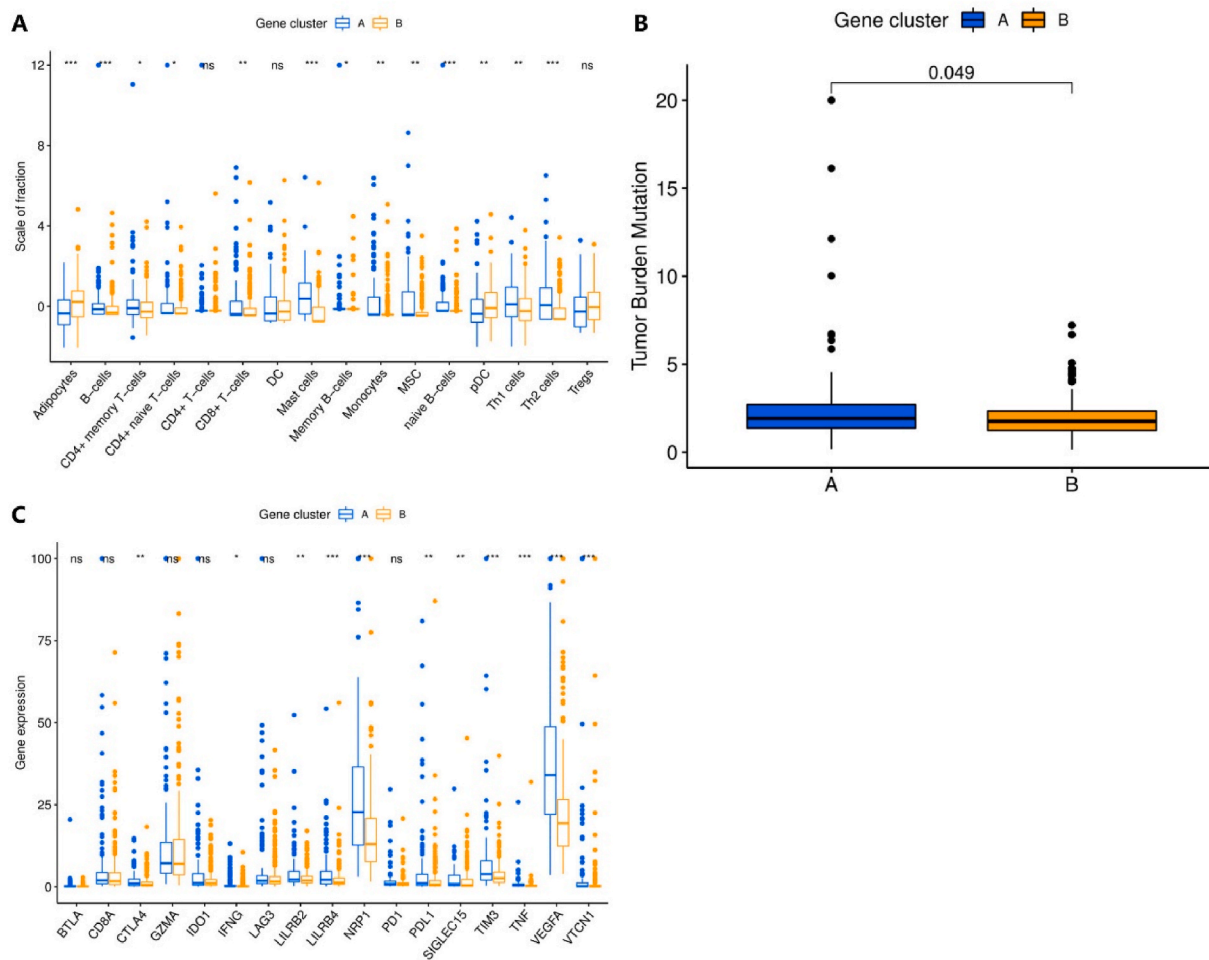 A
Gene cluster A B
Scale of fraction
12
8
4
0
*** *** * * ns ** ns *** * ** ** *** ** ** *** ns
Adipocytes
B-cells
CD4+ memory T-cells
CD4+ naive T-cells
CD4+ T-cells
CD8+ T-cells
DC
Mast cells
Memory B-cells
Monocytes
MSC
naive B-cells
pDC
Th1 cells
Th2 cells
Tregs
B
Gene cluster A B
Tumor Burden Mutation
0.049
20
15
10
5
0
A B
C
Gene cluster A B
Gene expression
100
75
50
25
0
ns ns ** ns ns * ns ** *** *** ns ** ** *** *** *** ***
BTLA
CD8A
CTLA4
GZMA
IDO1
IFNG
LAG3
LILRB2
LILRB4
NRP1
PD1
PDL1
SIGLEC15
TIM3
TNF
VEGFA
VTCN1